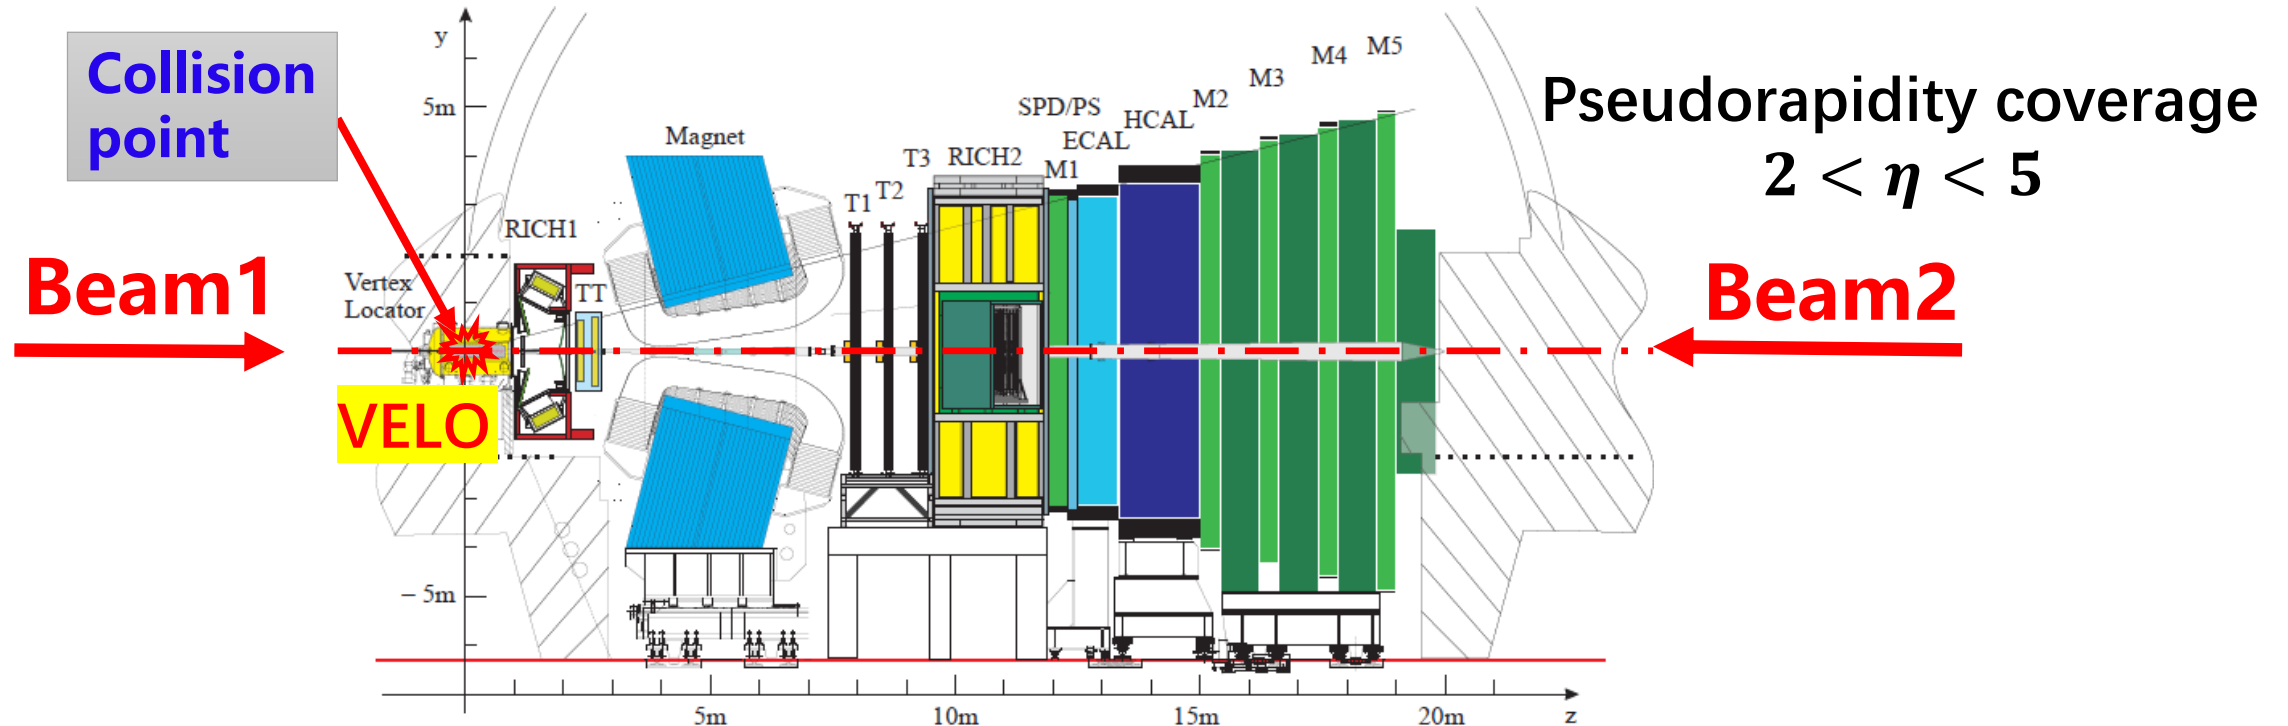 Collision
point
y
5m
Magnet
SPD/PS
ECAL
HCAL
M1
M2
M3
M4
M5
T1
T2
T3
RICH2
RICH1
TT
Vertex
Locator
Beam1
VELO
Pseudorapidity coverage
2 < η < 5
Beam2
– 5m
5m
10m
15m
20m
z